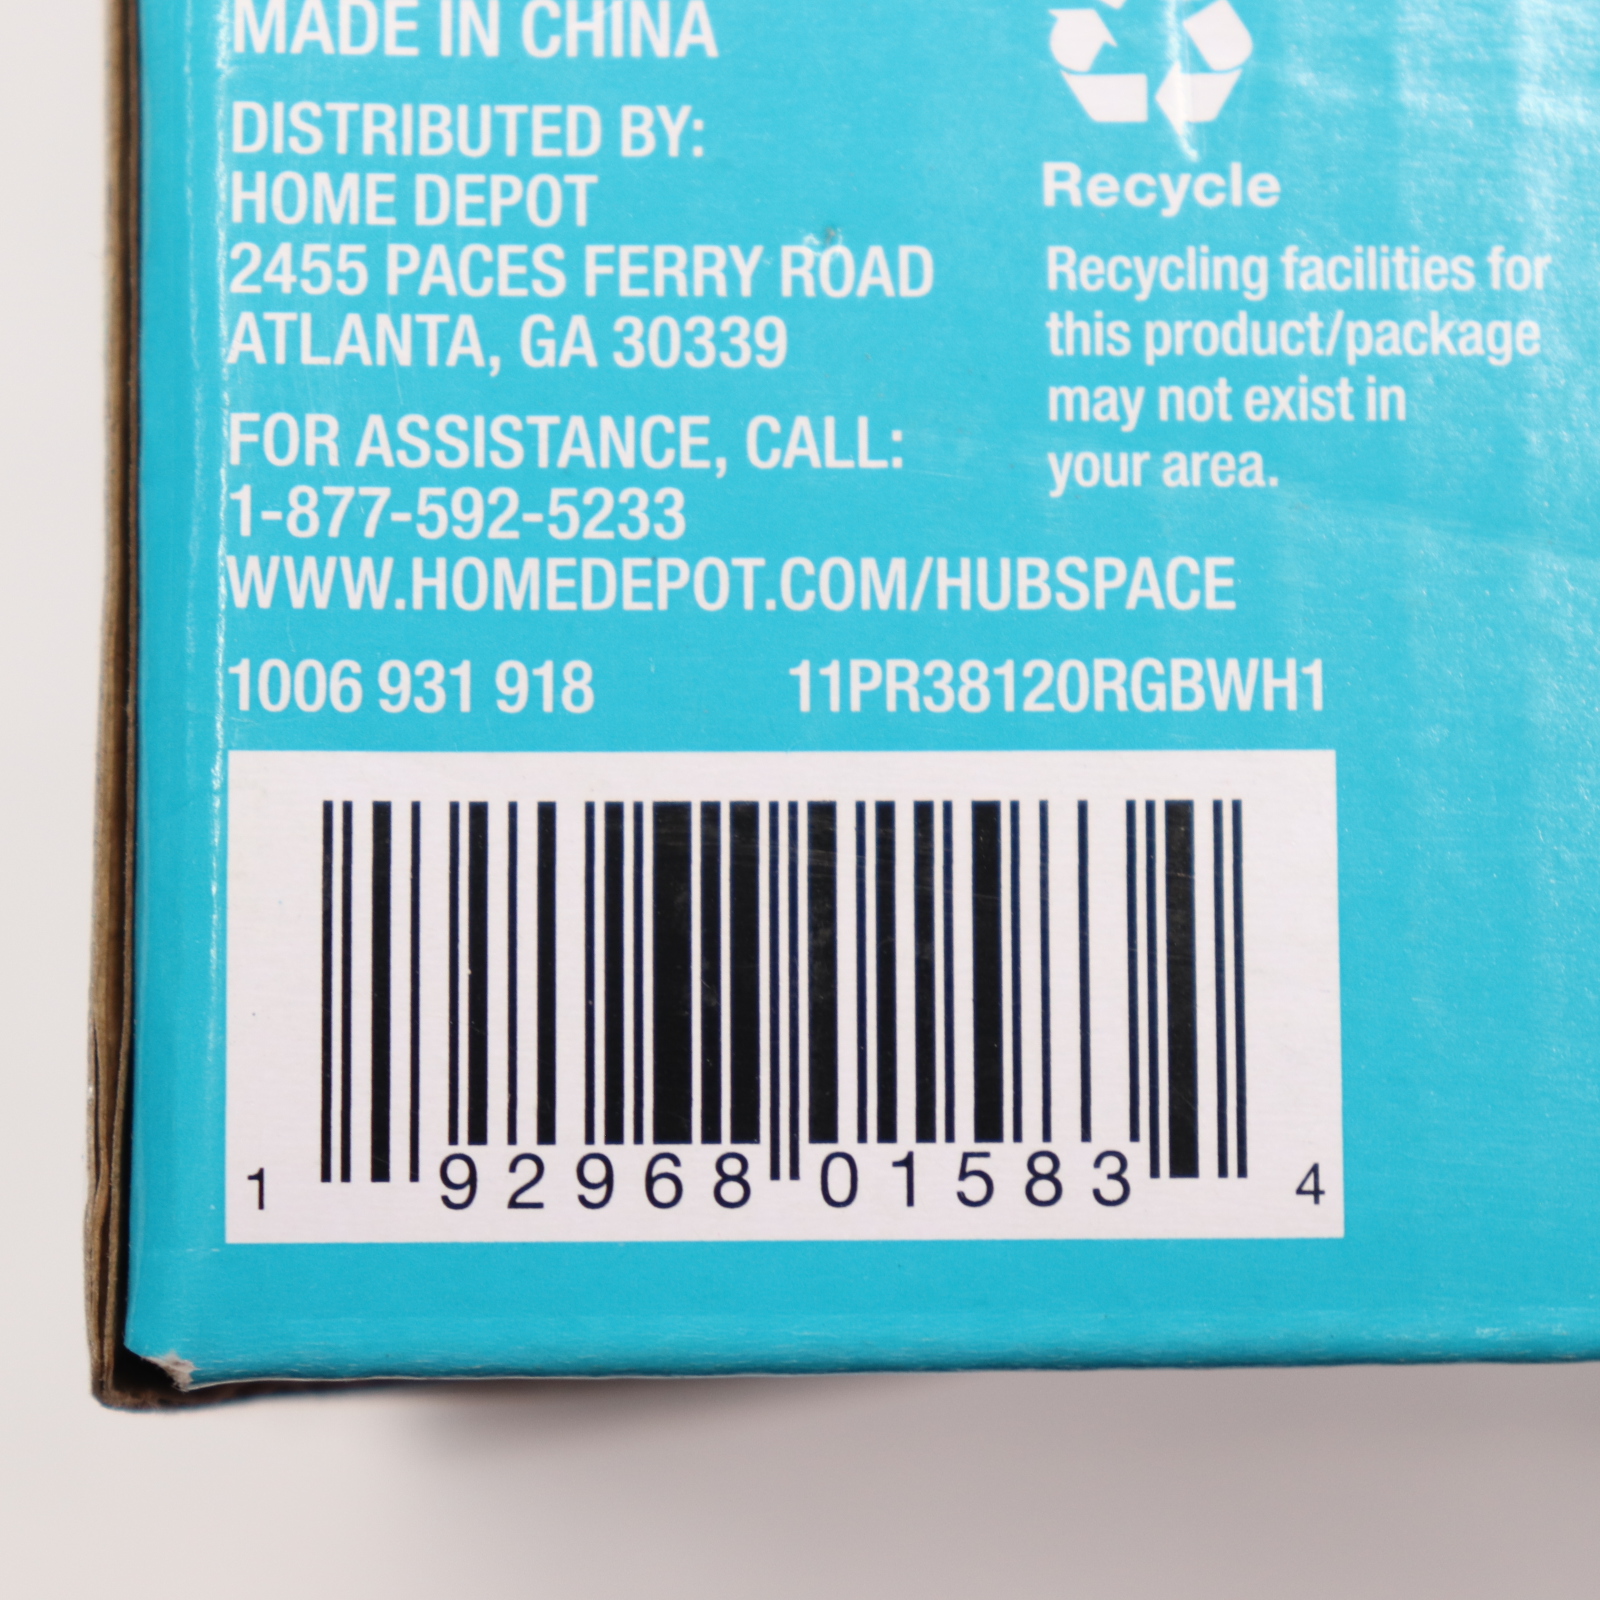 MADE IN CHINA
DISTRIBUTED BY:
HOME DEPOT
2455 PACES FERRY ROAD
ATLANTA, GA 30339
FOR ASSISTANCE, CALL:
1-877-592-5233
WWW.HOMEDEPOT.COM/HUBSPACE
1006 931 918 11PR38120RGBWH1
1 92968 01583 4
Recycle
Recycling facilities for
this product/package
may not exist in
your area.